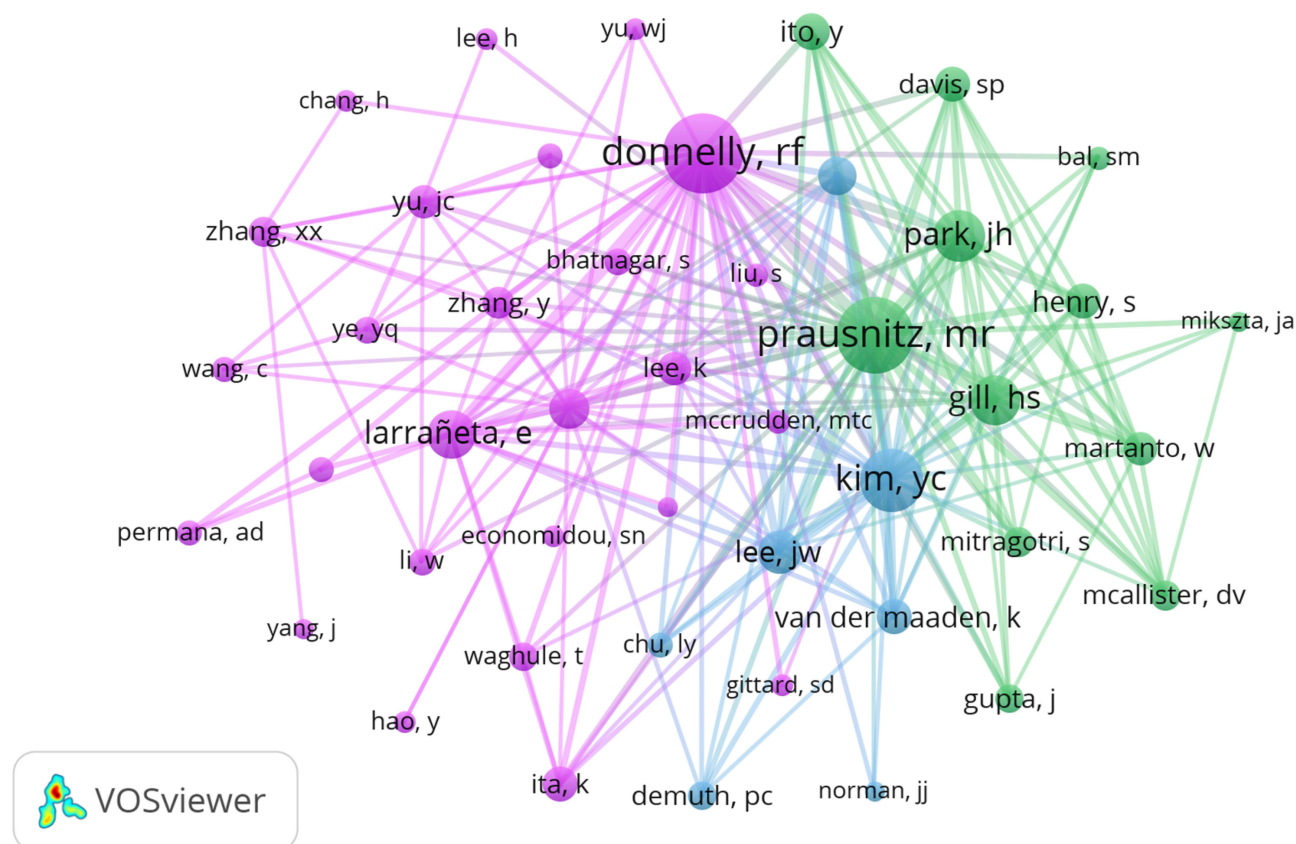 yu, wj
ito, y
lee, h
davis, sp
chang, h
donnelly, rf
bal, sm
yu, jc
zhang, xx
park, jh
bhatnagar, s
liu, s
zhang, y
henry, s
mikszta, ja
ye, yq
prausnitz, mr
wang, c
lee, k
gill, hs
mccrudden, mtc
larrañeta, e
martanto, w
kim, yc
permana, ad
economidou, sn
mitragotri, s
lee, jw
li, w
mcallister, dv
van der maaden, k
yang, j
chu, ly
waghule, t
gittard, sd
gupta, j
hao, y
ita, k
demuth, pc
norman, jj
VOSviewer